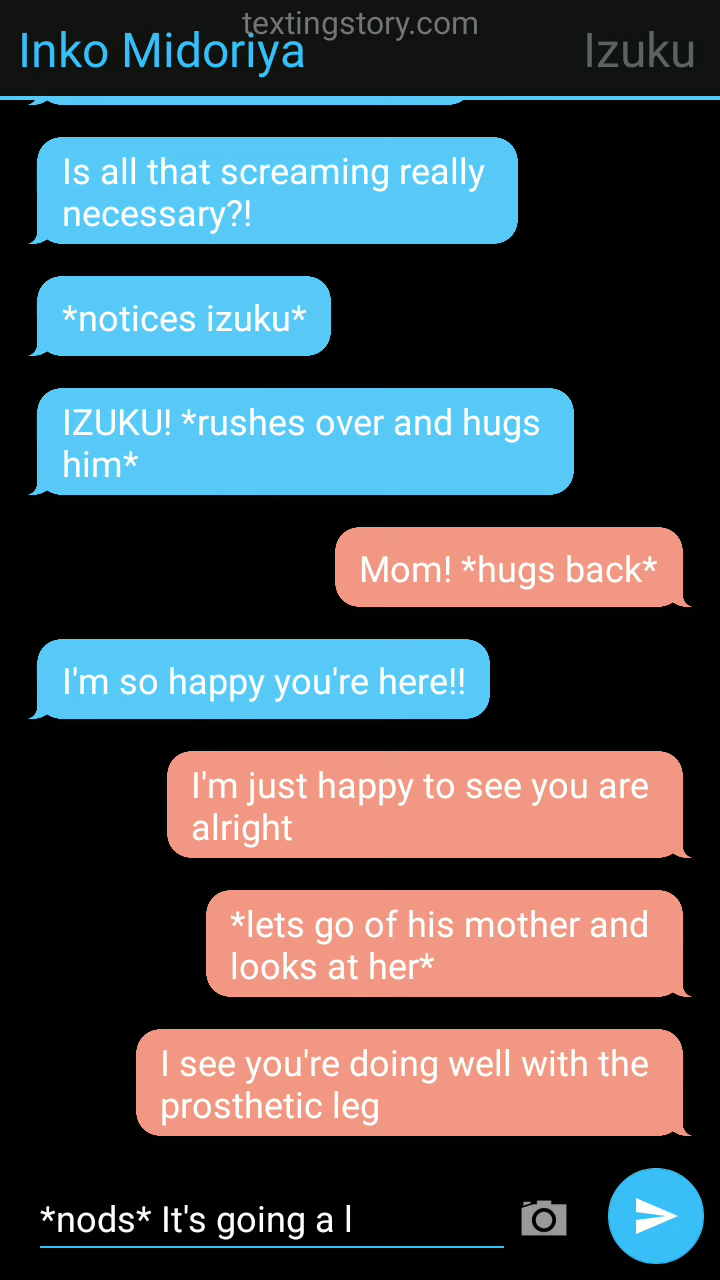 textingstory.com
Inko Midoriya Izuku
Is all that screaming really
necessary?!
*notices izuku*
IZUKU! *rushes over and hugs
him*
Mom! *hugs back*
I'm so happy you're here!!
I'm just happy to see you are
alright
*lets go of his mother and
looks at her*
I see you're doing well with the
prosthetic leg
*nods* It's going a l